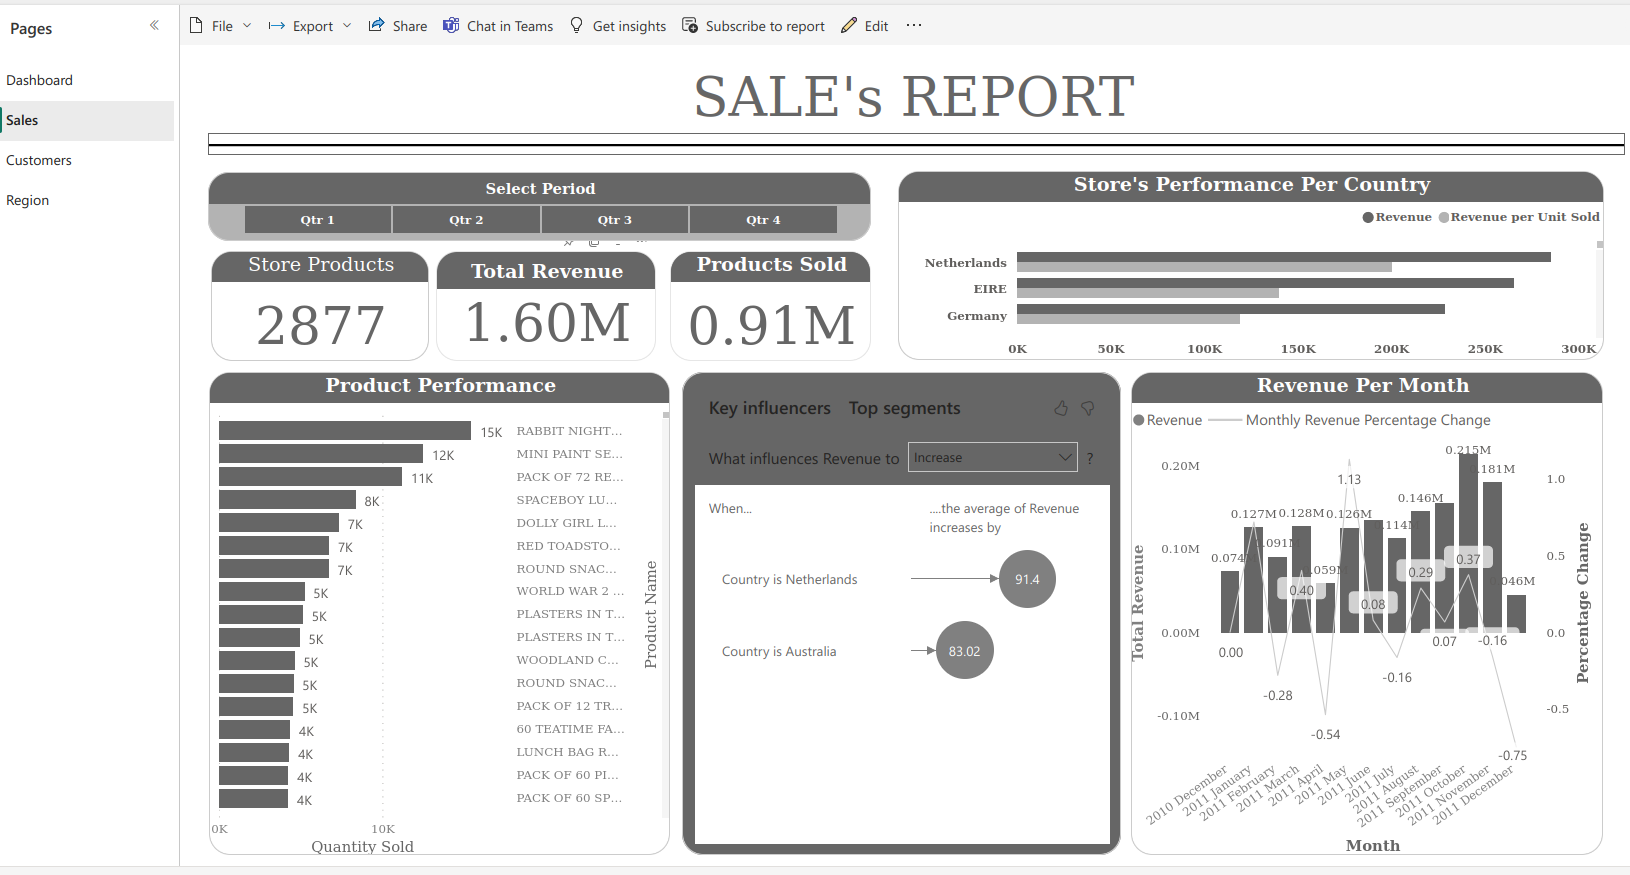 Pages
Dashboard
Sales
Customers
Region
File
Export
Share
Chat in Teams
Get insights
Subscribe to report
Edit
SALE's REPORT
Select Period
Qtr 1
Qtr 2
Qtr 3
Qtr 4
Store Products
2877
Total Revenue
1.60M
Products Sold
0.91M
Store's Performance Per Country
Revenue Revenue per Unit Sold
Netherlands
EIRE
Germany
0K 50K 100K 150K 200K 250K 300K
Product Performance
15K RABBIT NIGHT...
12K MINI PAINT SE...
11K PACK OF 72 RE...
8K SPACEBOY LU...
7K DOLLY GIRL L...
7K RED TOADSTO...
7K ROUND SNAC...
5K WORLD WAR 2 ...
5K PLASTERS IN T...
5K PLASTERS IN T...
5K WOODLAND C...
5K ROUND SNAC...
5K PACK OF 12 TR...
4K 60 TEATIME FA...
4K LUNCH BAG R...
4K PACK OF 60 PI...
4K PACK OF 60 SP...
0K 10K
Quantity Sold
Product Name
Key influencers Top segments
What influences Revenue to Increase ?
When...
....the average of Revenue
increases by
Country is Netherlands
91.4
Country is Australia
83.02
Revenue Per Month
Revenue Monthly Revenue Percentage Change
Total Revenue
0.20M
0.10M
0.00M
-0.10M
0.074M
0.127M
0.091M
0.128M
0.059M
0.126M
0.114M
0.146M
0.215M
0.181M
0.046M
0.00
-0.28
0.40
-0.54
1.13
0.08
-0.16
0.29
0.07
0.37
-0.16
-0.75
1.0
0.5
0.0
-0.5
Percentage Change
2010 December
2011 January
2011 February
2011 March
2011 April
2011 May
2011 June
2011 July
2011 August
2011 September
2011 October
2011 November
2011 December
Month